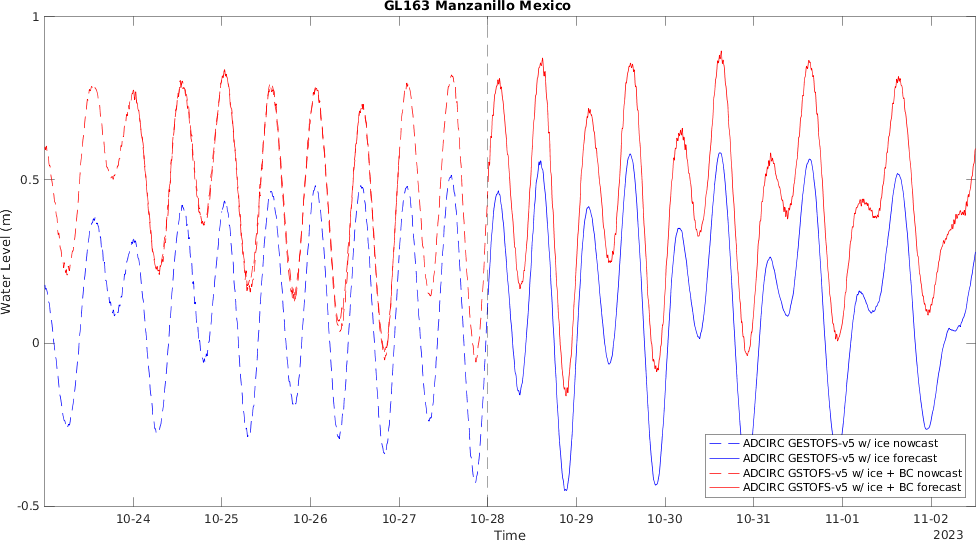 GL163 Manzanillo Mexico
1
0.5
0
-0.5
Water Level (m)
10-24 10-25 10-26 10-27 10-28 10-29 10-30 10-31 11-01 11-02
Time
2023
ADCIRC GESTOFS-v5 w/ ice nowcast
ADCIRC GESTOFS-v5 w/ ice forecast
ADCIRC GSTOFS-v5 w/ ice + BC nowcast
ADCIRC GSTOFS-v5 w/ ice + BC forecast